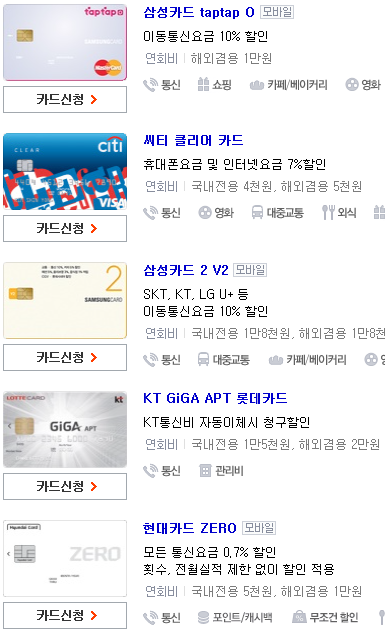 taptap O
SAMSUNG CARD
MasterCard
카드신청
삼성카드 taptap O 모바일
이동통신요금 10% 할인
연회비 | 해외겸용 1만원
통신 쇼핑 카페/베이커리 영화
CLEAR
citi
VISA
카드신청
씨티 클리어 카드
휴대폰요금 및 인터넷요금 7%할인
연회비 | 국내전용 4천원, 해외겸용 5천원
통신 영화 대중교통 외식
2
SAMSUNG CARD
카드신청
삼성카드 2 V2 모바일
SKT, KT, LG U+ 등
이동통신요금 10% 할인
연회비 | 국내전용 1만8천원, 해외겸용 1만8천
통신 대중교통 카페/베이커리
LOTTE CARD
kt
GiGA APT
카드신청
KT GiGA APT 롯데카드
KT통신비 자동이체시 청구할인
연회비 | 국내전용 1만5천원, 해외겸용 2만원
통신 관리비
Hyundai Card
ZERO
카드신청
현대카드 ZERO 모바일
모든 통신요금 0.7% 할인
횟수, 전월실적 제한 없이 할인 적용
연회비 | 국내전용 5천원, 해외겸용 1만원
통신 포인트/캐시백 무조건 할인